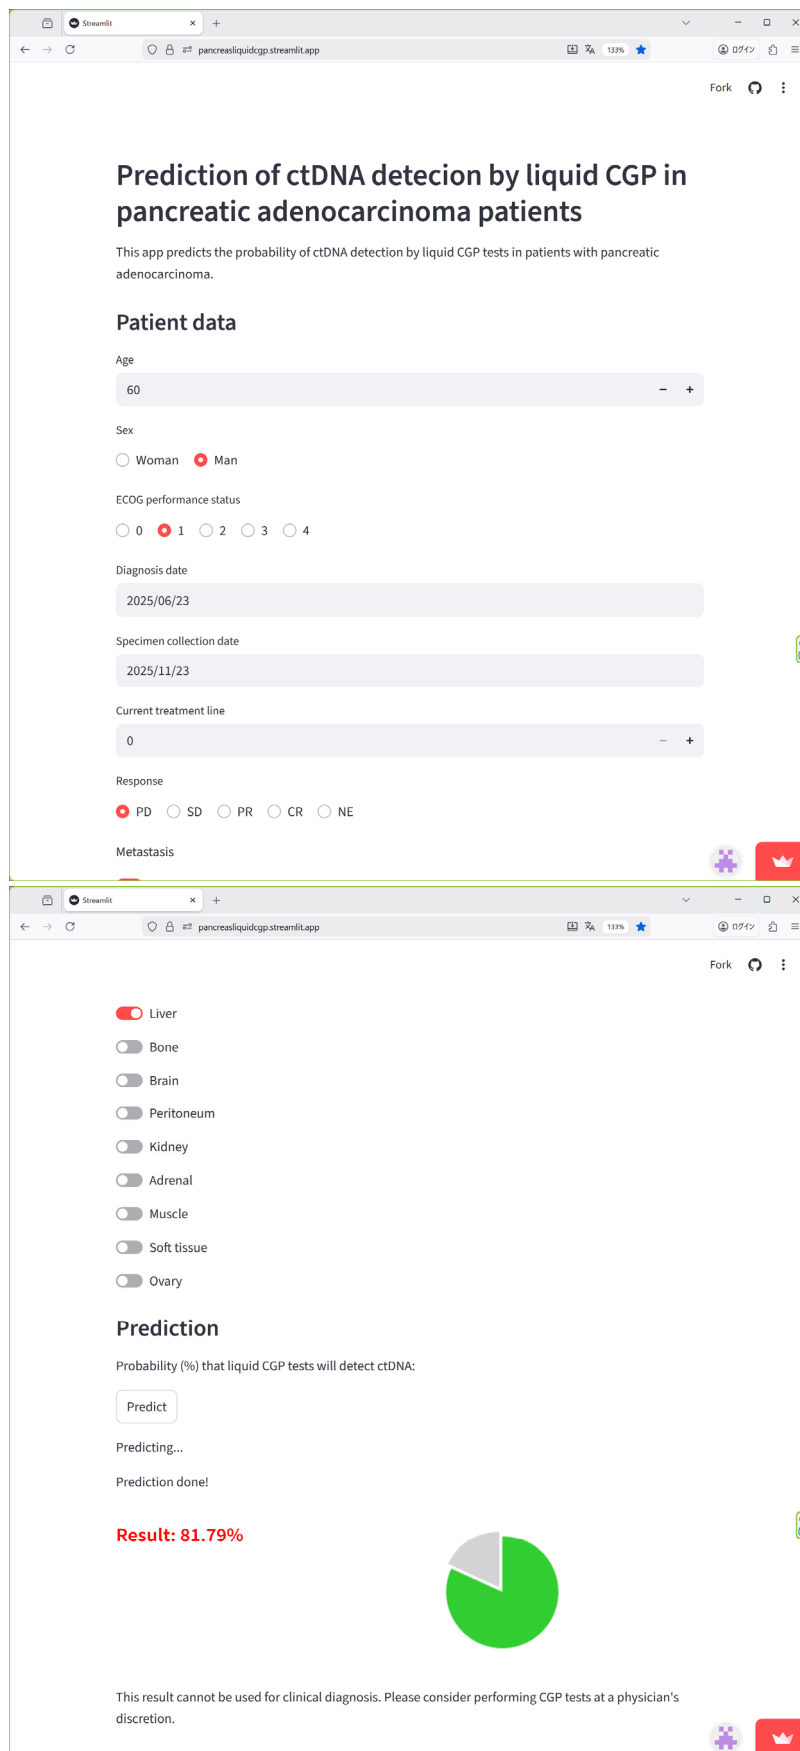 Streamlit
pancreasliquidcgp.streamlit.app
133%
ログイン
Fork
Prediction of ctDNA detecion by liquid CGP in
pancreatic adenocarcinoma patients
This app predicts the probability of ctDNA detection by liquid CGP tests in patients with pancreatic
adenocarcinoma.
Patient data
Age
60
Sex
Woman Man
ECOG performance status
0 1 2 3 4
Diagnosis date
2025/06/23
Specimen collection date
2025/11/23
Current treatment line
0
Response
PD SD PR CR NE
Metastasis
Streamlit
pancreasliquidcgp.streamlit.app
133%
ログイン
Fork
Liver
Bone
Brain
Peritoneum
Kidney
Adrenal
Muscle
Soft tissue
Ovary
Prediction
Probability (%) that liquid CGP tests will detect ctDNA:
Predict
Predicting...
Prediction done!
Result: 81.79%
This result cannot be used for clinical diagnosis. Please consider performing CGP tests at a physician's
discretion.